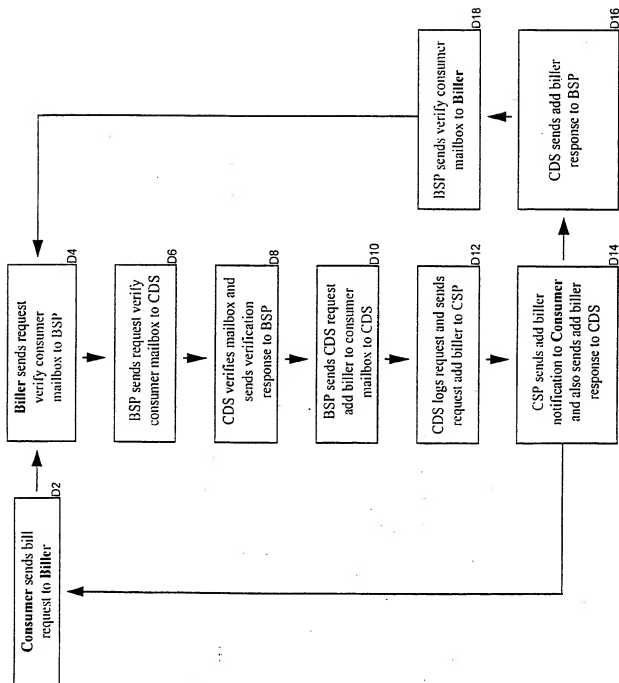 Consumer sends bill
request to Biller
D2
Biller sends request
verify consumer
mailbox to BSP
D4
BSP sends request verify
consumer mailbox to CDS
D6
CDS verifies mailbox and
sends verification
response to BSP
D8
BSP sends CDS request
add biller to consumer
mailbox to CDS
D10
CDS logs request and sends
request add biller to CSP
D12
CSP sends add biller
notification to Consumer
and also sends add biller
response to CDS
D14
CDS sends add biller
response to BSP
D16
BSP sends verify consumer
mailbox to Biller
D18